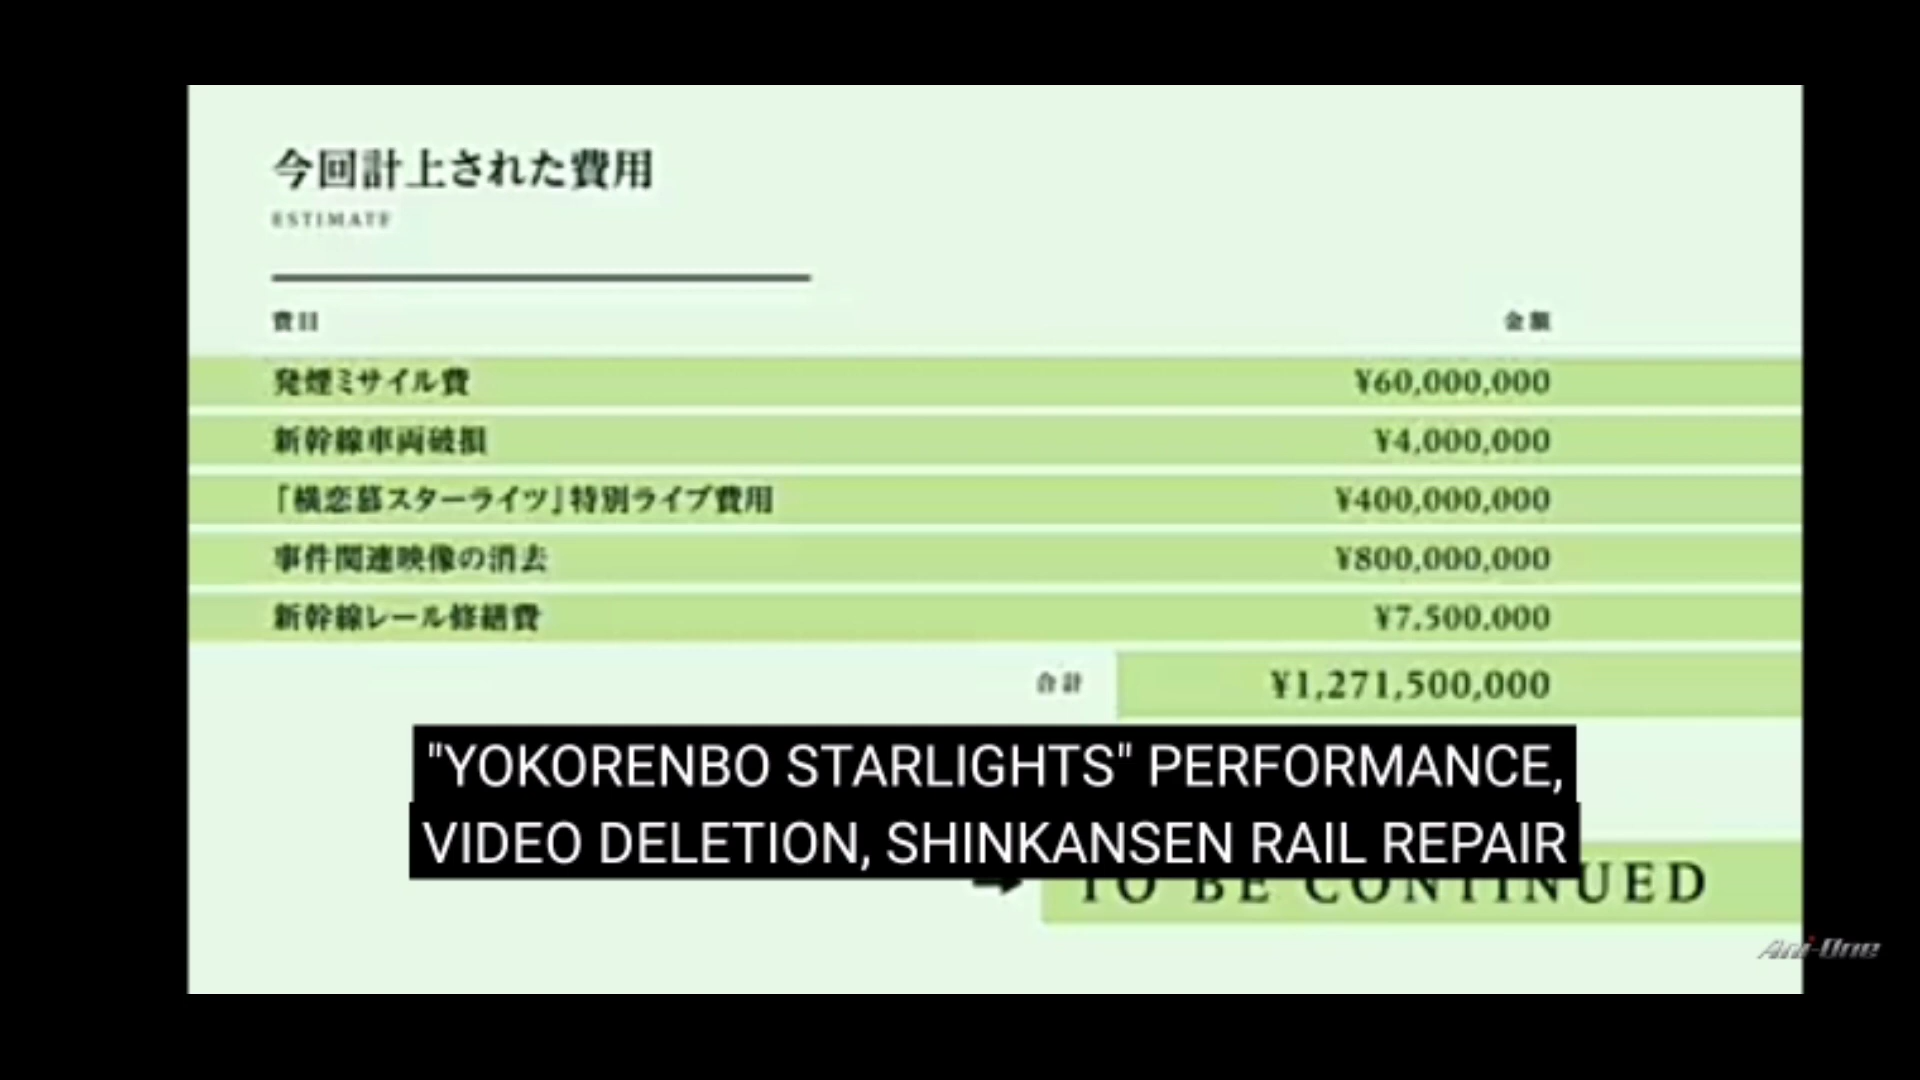 今回計上された費用
ESTIMATE
費目 金額
発煙ミサイル費 ¥60,000,000
新幹線車両破損 ¥4,000,000
「横恋慕スターライツ」特別ライブ費用 ¥400,000,000
事件関連映像の消去 ¥800,000,000
新幹線レール修繕費 ¥7,500,000
合計 ¥1,271,500,000
"YOKORENBO STARLIGHTS" PERFORMANCE,
VIDEO DELETION, SHINKANSEN RAIL REPAIR
➡ TO BE CONTINUED
Ani-One